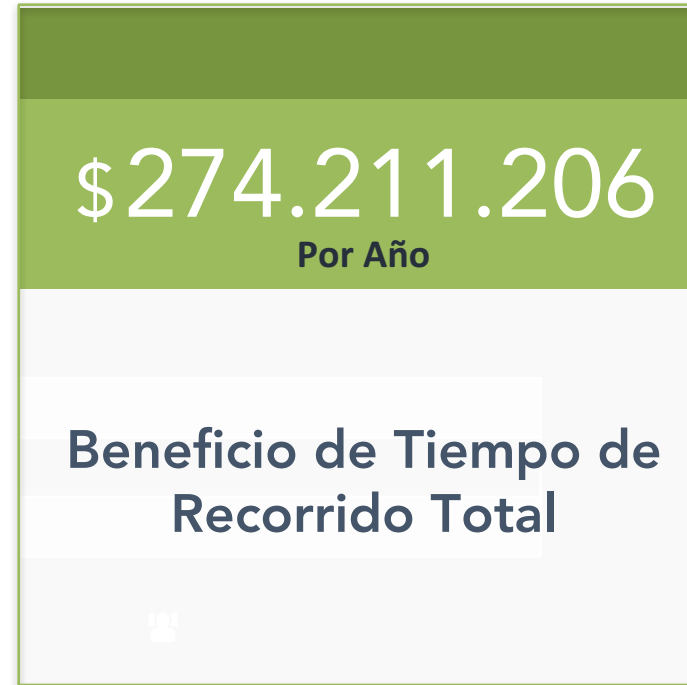 $274.211.206
Por Año
Beneficio de Tiempo de
Recorrido Total